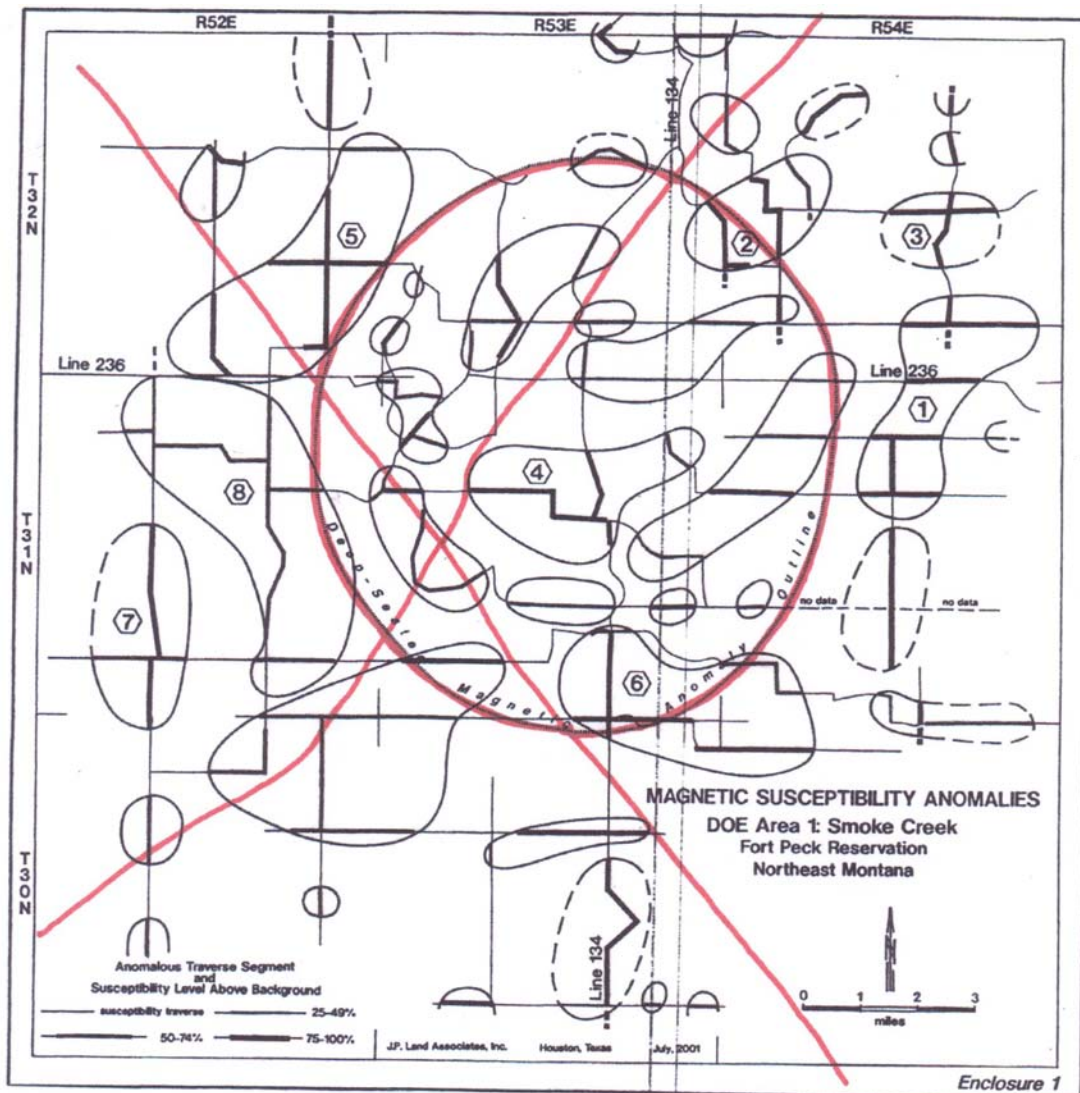 R52E
R53E
R54E
Line 134
T32N
5
2
3
Line 236
Line 236
1
4
8
T31N
Deep-Seated
Magnetic
Anomaly
Outline
no data
no data
7
6
MAGNETIC SUSCEPTIBILITY ANOMALIES
DOE Area 1: Smoke Creek
Fort Peck Reservation
Northeast Montana
T30N
Line 134
Anomalous Traverse Segment
and
Susceptibility Level Above Background
susceptibility traverse
25-49%
50-74%
75-100%
0 1 2 3
miles
J.P. Land Associates, Inc.
Houston, Texas
July, 2001
Enclosure 1